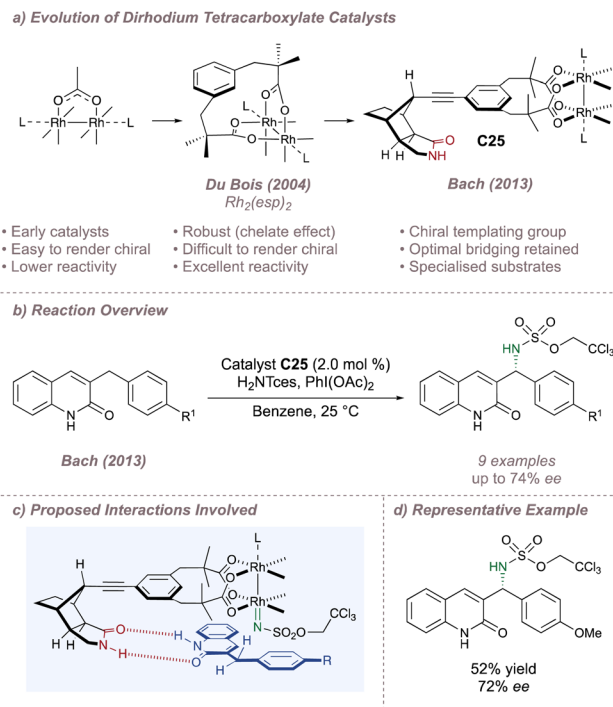 a) Evolution of Dirhodium Tetracarboxylate Catalysts
O O
L Rh Rh L
O O
L Rh
O Rh
L
H
O
NH
H H
C25
L
O Rh
O
O Rh
O
L
Du Bois (2004)
Rh2(esp)2
Bach (2013)
• Early catalysts
• Easy to render chiral
• Lower reactivity
• Robust (chelate effect)
• Difficult to render chiral
• Excellent reactivity
• Chiral templating group
• Optimal bridging retained
• Specialised substrates
b) Reaction Overview
N
H
O
R1
Bach (2013)
Catalyst C25 (2.0 mol %)
H2NTces, PhI(OAc)2
Benzene, 25 °C
O O
HN S O CCl3
N
H
O
R1
9 examples
up to 74% ee
c) Proposed Interactions Involved
H
L
O Rh
O
O Rh
O
N SO2O CCl3
O
H N
H H
N H
O
H H
R
d) Representative Example
O O
HN S O CCl3
N
H
O
OMe
52% yield
72% ee